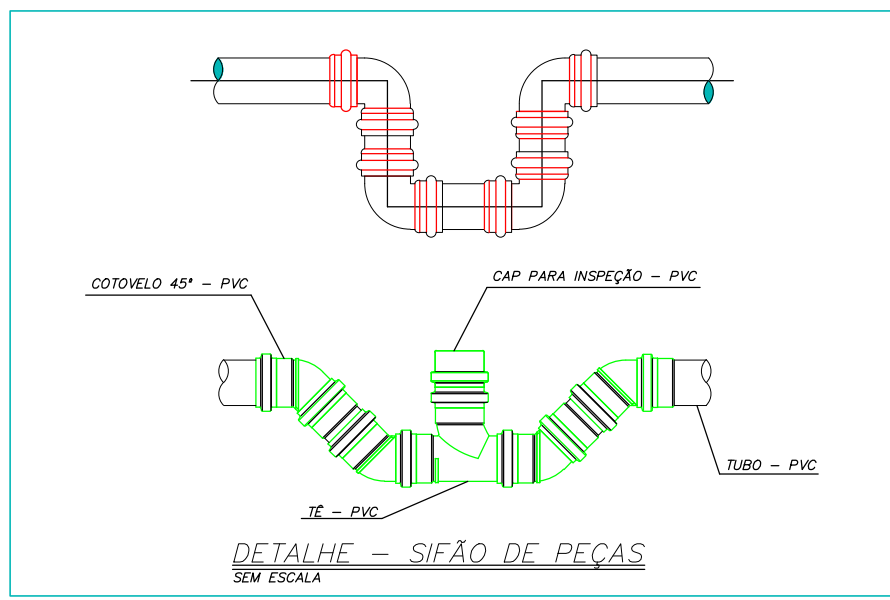 COTOVELO 45° - PVC
CAP PARA INSPEÇÃO - PVC
TUBO - PVC
TÊ - PVC
DETALHE - SIFÃO DE PEÇAS
SEM ESCALA